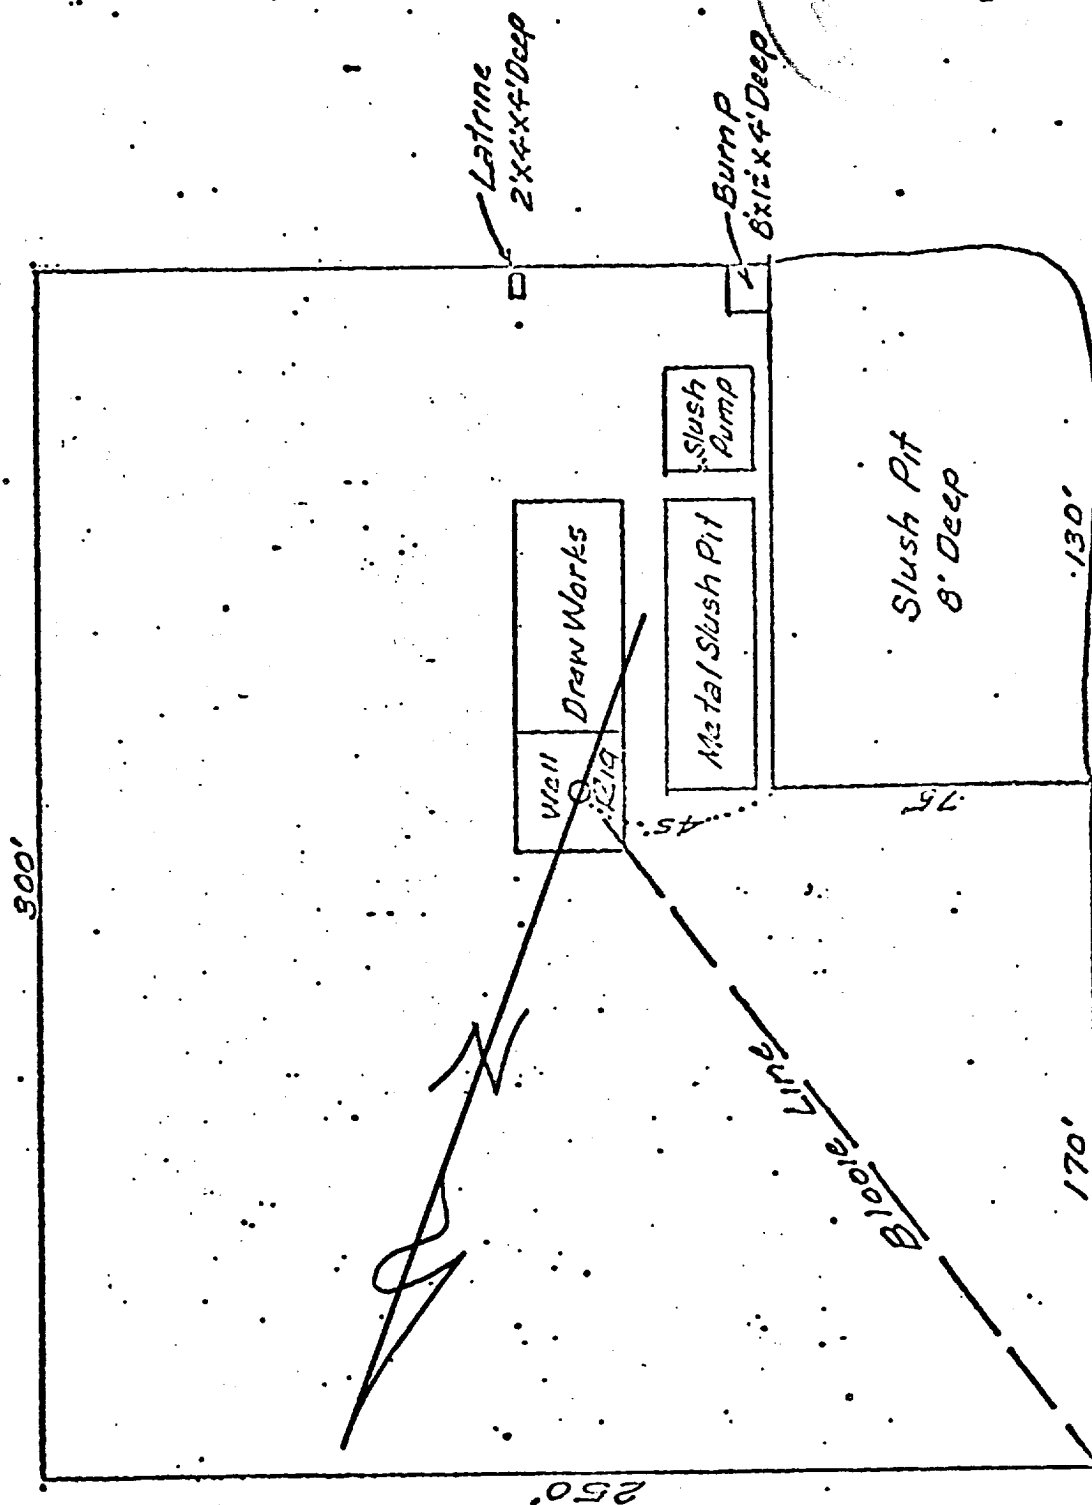 300'
Latrine
2'x4'x4' Deep
Burn P
8'x12'x4' Deep
Well
Rig
Draw Works
Metal Slush Pit
Slush
Pump
45'
75'
Slush Pit
8' Deep
130'
170'
Blooie Line
250'
N